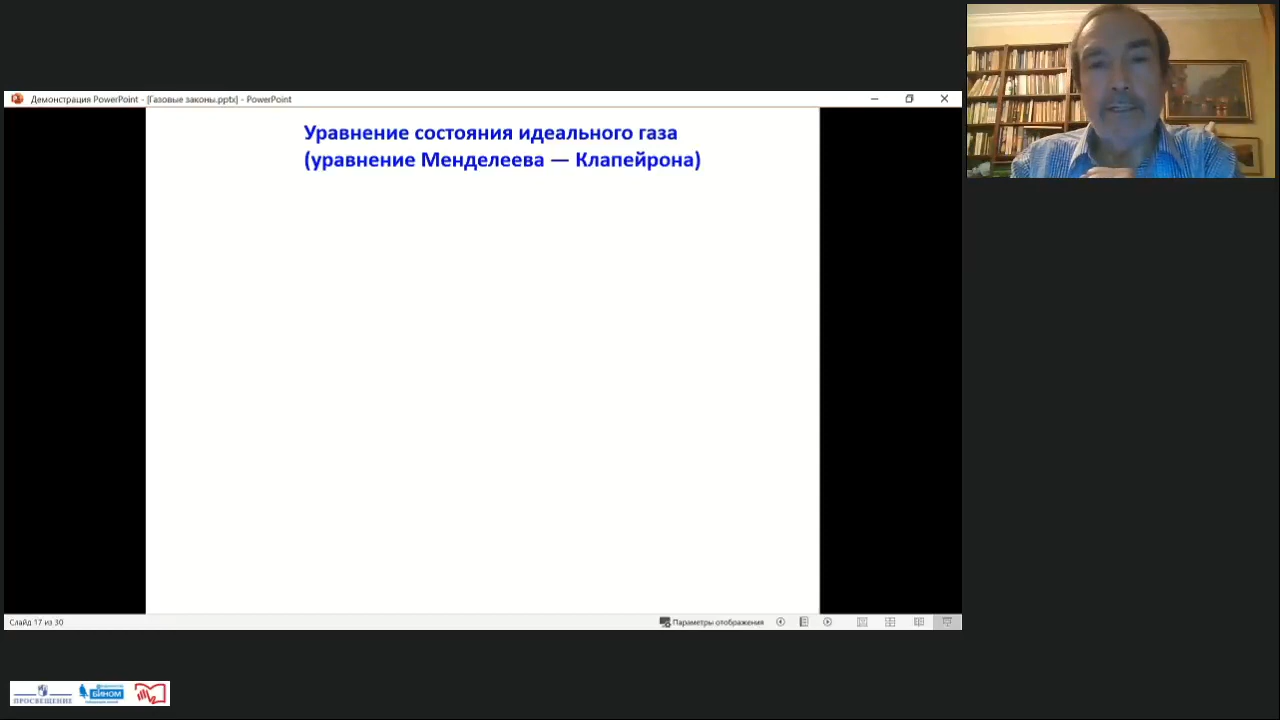 Демонстрация PowerPoint - [Газовые законы.pptx] - PowerPoint
Уравнение состояния идеального газа
(уравнение Менделеева — Клапейрона)
Слайд 17 из 30
Параметры отображения
ПРОСВЕЩЕНИЕ
БИНОМ